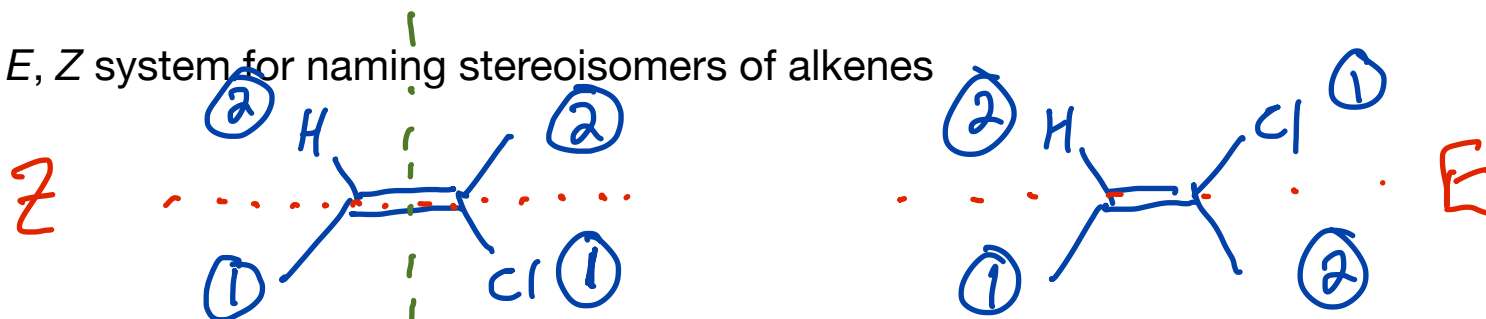 E, Z system for naming stereoisomers of alkenes
② H ② ② H Cl ①
Z E
① Cl ① ① ②